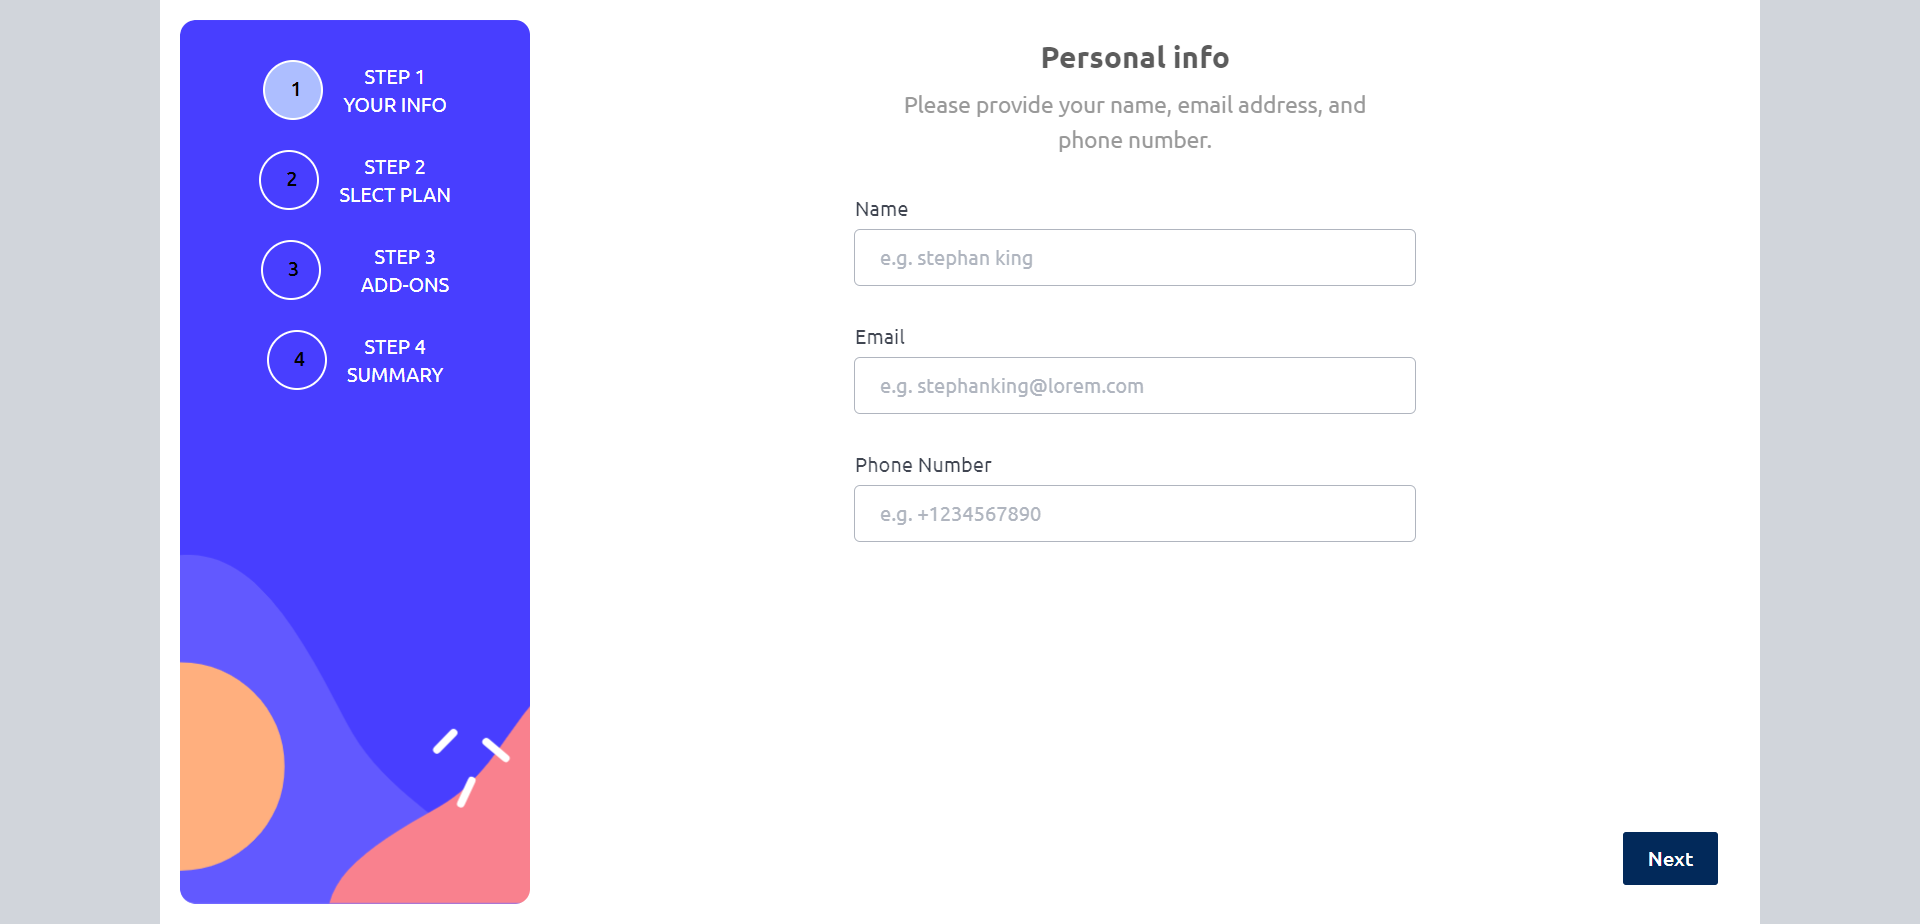 1
STEP 1
YOUR INFO
2
STEP 2
SLECT PLAN
3
STEP 3
ADD-ONS
4
STEP 4
SUMMARY
Personal info
Please provide your name, email address, and
phone number.
Name
e.g. stephan king
Email
e.g. stephanking@lorem.com
Phone Number
e.g. +1234567890
Next